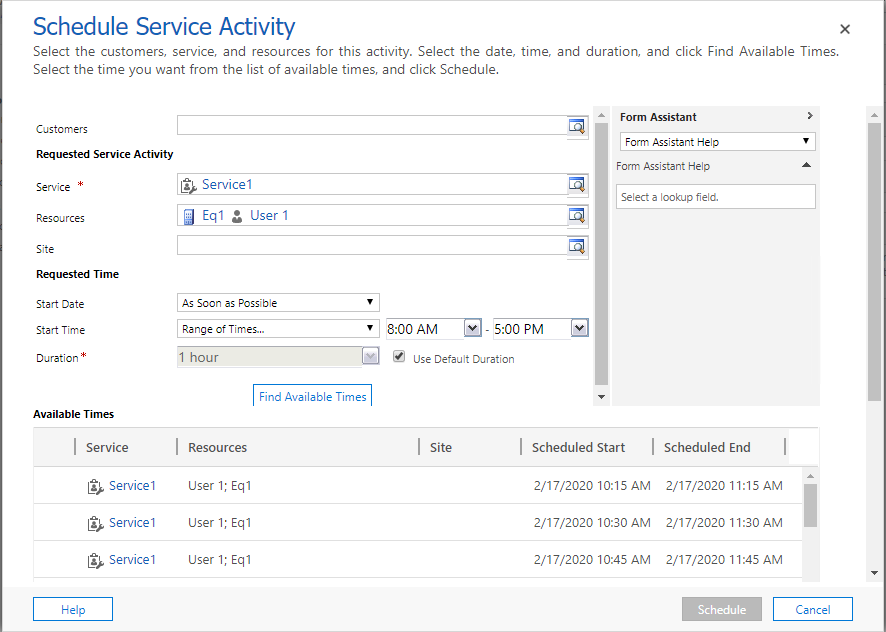 Schedule Service Activity
Select the customers, service, and resources for this activity. Select the date, time, and duration, and click Find Available Times.
Select the time you want from the list of available times, and click Schedule.
Customers
Requested Service Activity
Service *
Service1
Resources
Eq1 User 1
Site
Requested Time
Start Date
As Soon as Possible
Start Time
Range of Times... 8:00 AM - 5:00 PM
Duration *
1 hour
Use Default Duration
Find Available Times
Form Assistant
Form Assistant Help
Form Assistant Help
Select a lookup field.
Available Times
Service Resources Site Scheduled Start Scheduled End
Service1 User 1; Eq1 2/17/2020 10:15 AM 2/17/2020 11:15 AM
Service1 User 1; Eq1 2/17/2020 10:30 AM 2/17/2020 11:30 AM
Service1 User 1; Eq1 2/17/2020 10:45 AM 2/17/2020 11:45 AM
Help Schedule Cancel